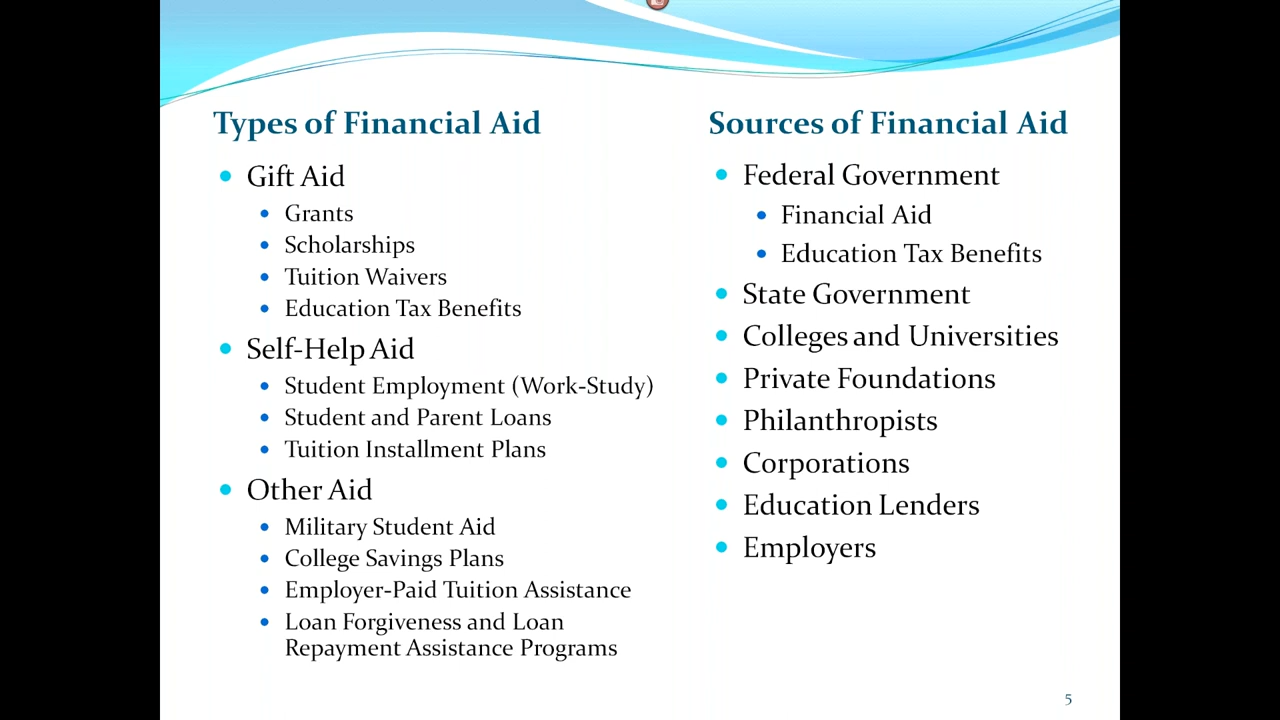 Types of Financial Aid
Gift Aid
Grants
Scholarships
Tuition Waivers
Education Tax Benefits
Self-Help Aid
Student Employment (Work-Study)
Student and Parent Loans
Tuition Installment Plans
Other Aid
Military Student Aid
College Savings Plans
Employer-Paid Tuition Assistance
Loan Forgiveness and Loan
Repayment Assistance Programs
Sources of Financial Aid
Federal Government
Financial Aid
Education Tax Benefits
State Government
Colleges and Universities
Private Foundations
Philanthropists
Corporations
Education Lenders
Employers
5